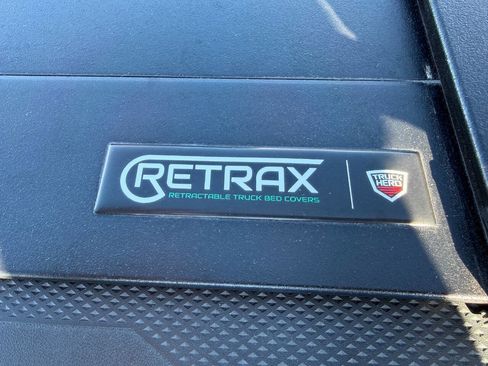 RETRAX
RETRACTABLE TRUCK BED COVERS
TRUCK
HERO